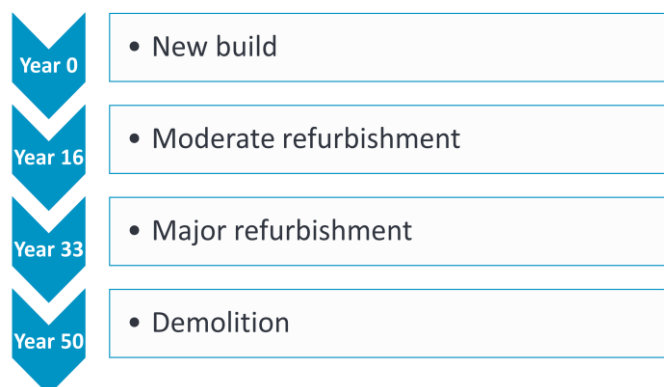 Year 0
• New build
Year 16
• Moderate refurbishment
Year 33
• Major refurbishment
Year 50
• Demolition